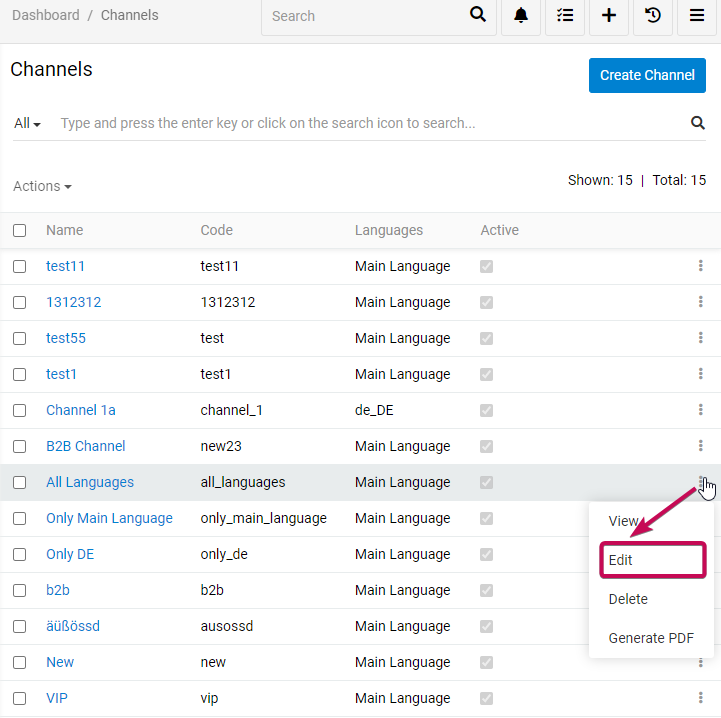 Dashboard / Channels
Search
Channels
Create Channel
All
Type and press the enter key or click on the search icon to search...
Actions
Shown: 15 | Total: 15
Name Code Languages Active
test11 test11 Main Language
1312312 1312312 Main Language
test55 test Main Language
test1 test1 Main Language
Channel 1a channel_1 de_DE
B2B Channel new23 Main Language
All Languages all_languages Main Language
Only Main Language only_main_language Main Language
View
Only DE only_de Main Language
Edit
b2b b2b Main Language
Delete
äüßössd ausossd Main Language
Generate PDF
New new Main Language
VIP vip Main Language